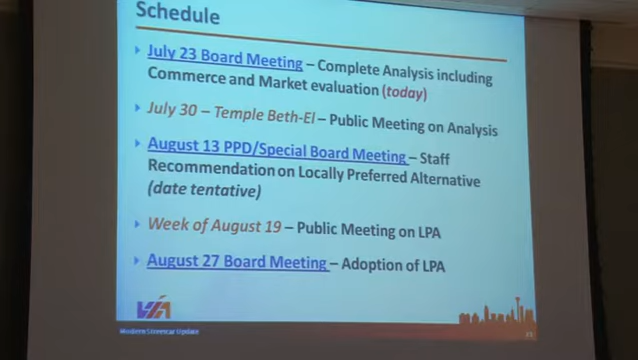 Schedule
July 23 Board Meeting – Complete Analysis including
Commerce and Market evaluation (today)
July 30 – Temple Beth-El – Public Meeting on Analysis
August 13 PPD/Special Board Meeting – Staff
Recommendation on Locally Preferred Alternative
(date tentative)
Week of August 19 – Public Meeting on LPA
August 27 Board Meeting – Adoption of LPA
VIA
Modern Streetcar Update